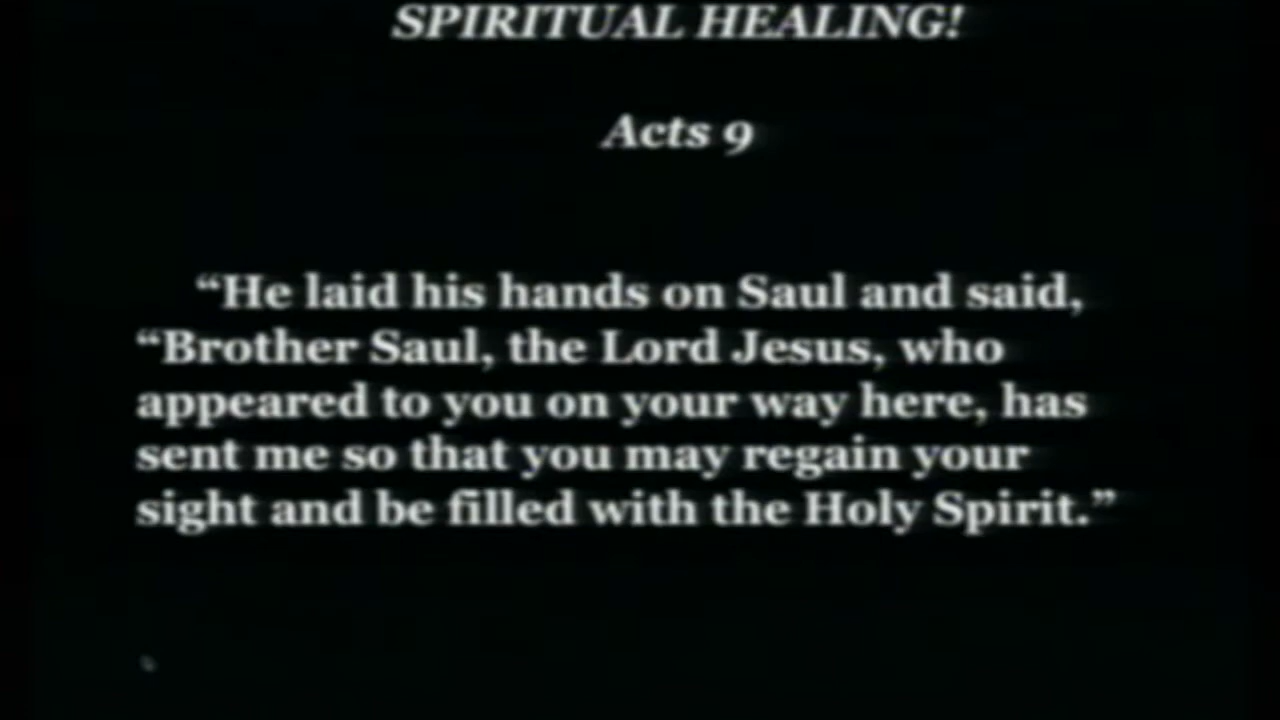 SPIRITUAL HEALING!
Acts 9
“He laid his hands on Saul and said,
“Brother Saul, the Lord Jesus, who
appeared to you on your way here, has
sent me so that you may regain your
sight and be filled with the Holy Spirit.”